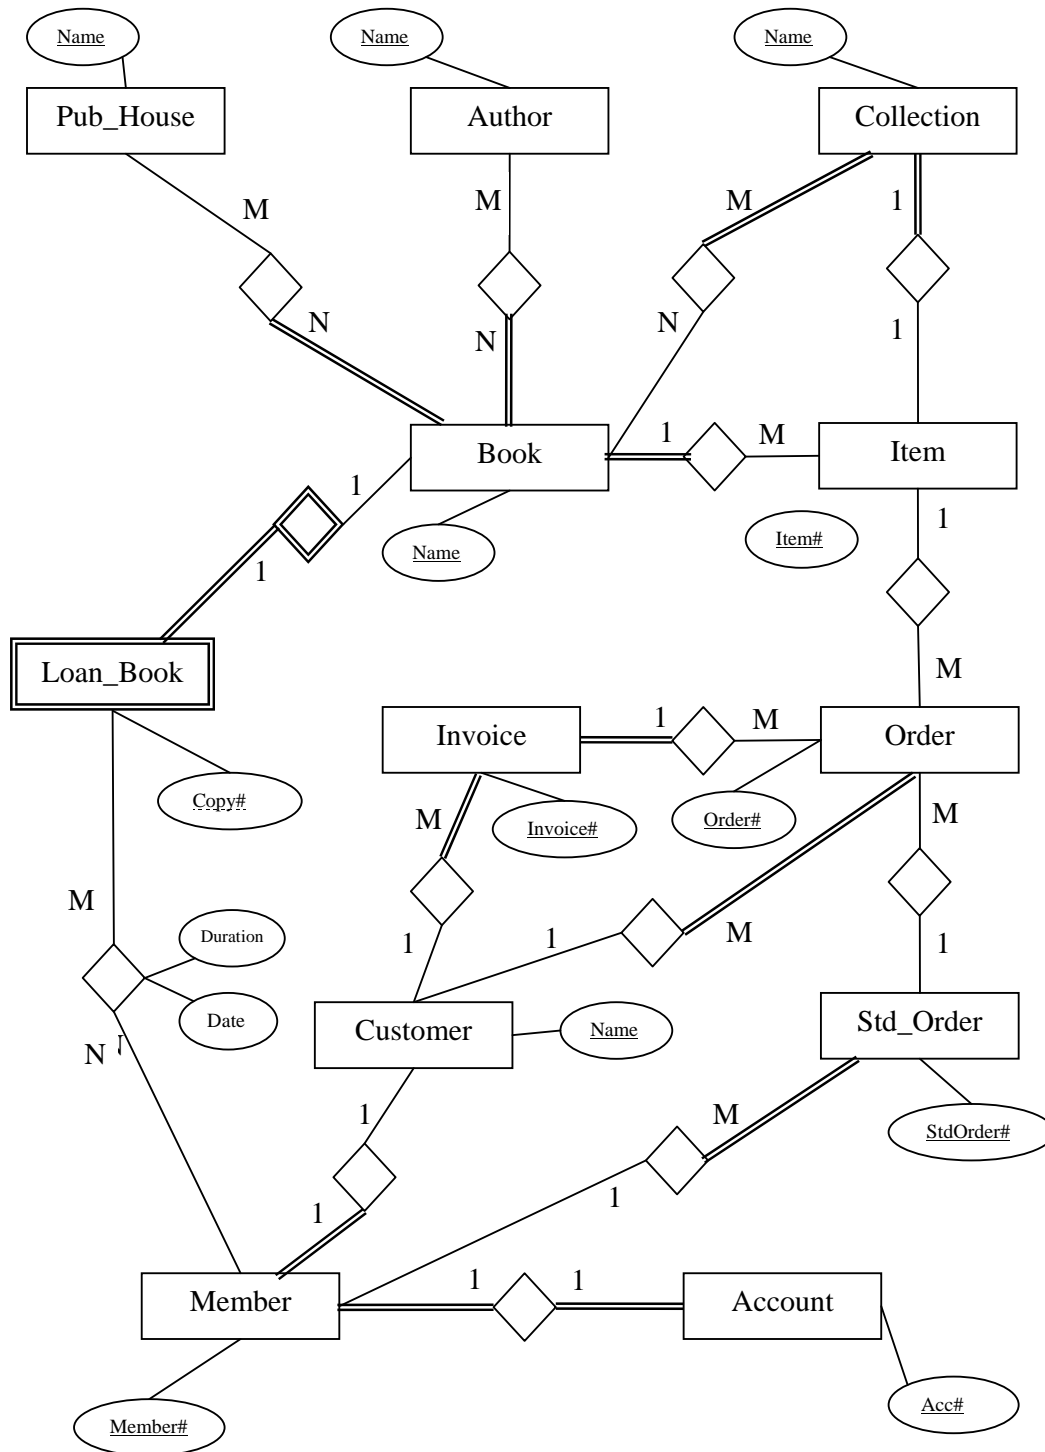 Name
Name
Name
Pub_House
Author
Collection
M
M
M
1
N
N
N
1
1
M
Book
Item
1
1
Name
Item#
1
Loan_Book
M
1
M
Invoice
Order
Copy#
M
Invoice#
Order#
M
M
Duration
1
1
M
1
Date
Customer
Name
Std_Order
N
1
M
StdOrder#
1
1
1
1
Member
Account
Member#
Acc#